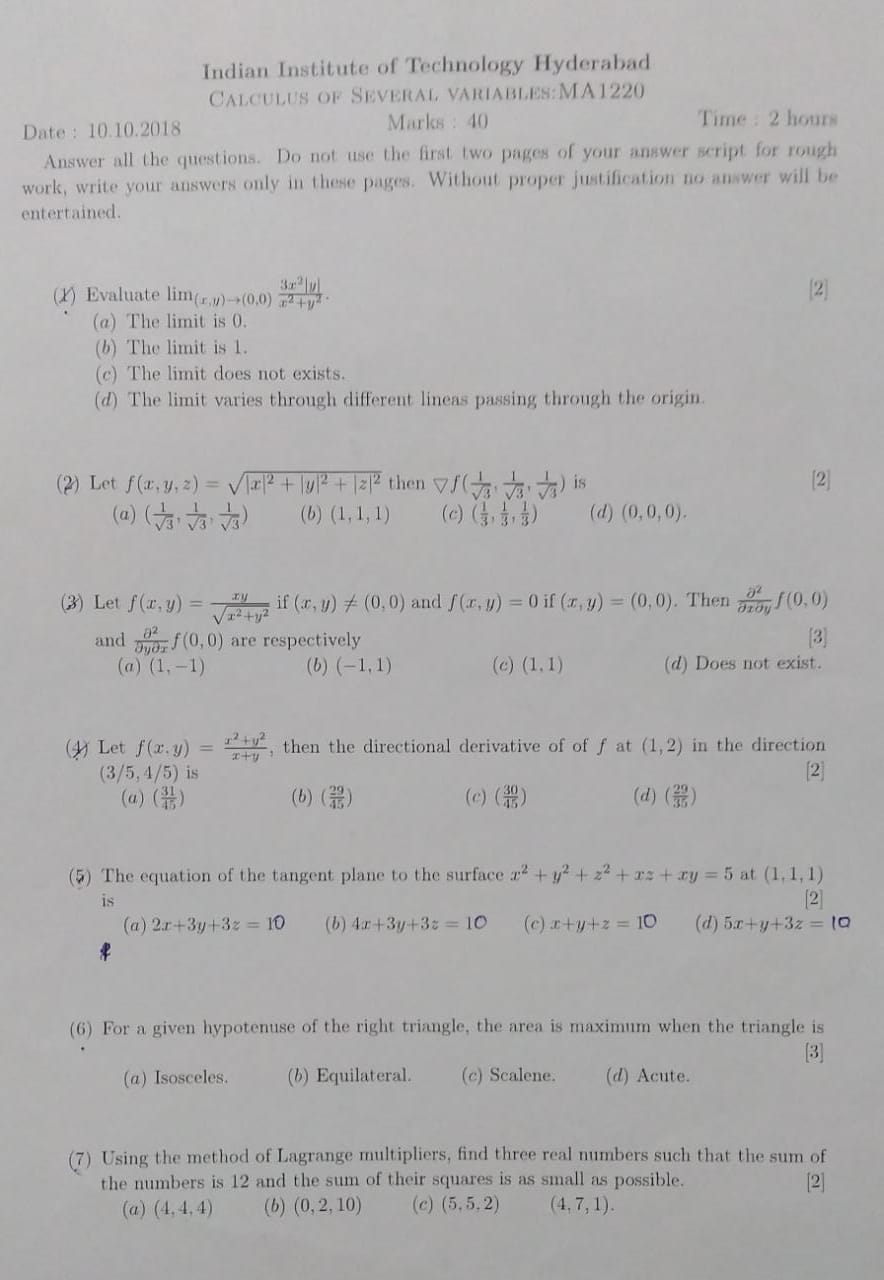 Indian Institute of Technology Hyderabad
CALCULUS OF SEVERAL VARIABLES:MA1220
Date : 10.10.2018 Marks : 40 Time : 2 hours
Answer all the questions. Do not use the first two pages of your answer script for rough
work, write your answers only in these pages. Without proper justification no answer will be
entertained.
(1) Evaluate lim_{(x,y)→(0,0)} \frac{3x^2|y|}{x^2+y^2}. [2]
(a) The limit is 0.
(b) The limit is 1.
(c) The limit does not exists.
(d) The limit varies through different lineas passing through the origin.
(2) Let f(x, y, z) = \sqrt{|x|^2 + |y|^2 + |z|^2} then ▽f(\frac{1}{\sqrt{3}}, \frac{1}{\sqrt{3}}, \frac{1}{\sqrt{3}}) is [2]
(a) (\frac{1}{\sqrt{3}}, \frac{1}{\sqrt{3}}, \frac{1}{\sqrt{3}}) (b) (1, 1, 1) (c) (\frac{1}{3}, \frac{1}{3}, \frac{1}{3}) (d) (0, 0, 0).
(3) Let f(x, y) = \frac{xy}{\sqrt{x^2+y^2}} if (x, y) ≠ (0, 0) and f(x, y) = 0 if (x, y) = (0, 0). Then \frac{∂^2}{∂x∂y} f(0, 0)
and \frac{∂^2}{∂y∂x} f(0, 0) are respectively [3]
(a) (1, −1) (b) (−1, 1) (c) (1, 1) (d) Does not exist.
(4) Let f(x, y) = \frac{x^2+y^2}{x+y}, then the directional derivative of of f at (1, 2) in the direction
(3/5, 4/5) is [2]
(a) (\frac{31}{45}) (b) (\frac{29}{45}) (c) (\frac{30}{45}) (d) (\frac{29}{35})
(5) The equation of the tangent plane to the surface x^2 + y^2 + z^2 + xz + xy = 5 at (1, 1, 1)
is [2]
(a) 2x+3y+3z = 10 (b) 4x+3y+3z = 10 (c) x+y+z = 10 (d) 5x+y+3z = 10
(6) For a given hypotenuse of the right triangle, the area is maximum when the triangle is
[3]
(a) Isosceles. (b) Equilateral. (c) Scalene. (d) Acute.
(7) Using the method of Lagrange multipliers, find three real numbers such that the sum of
the numbers is 12 and the sum of their squares is as small as possible. [2]
(a) (4, 4, 4) (b) (0, 2, 10) (c) (5, 5, 2) (4, 7, 1).